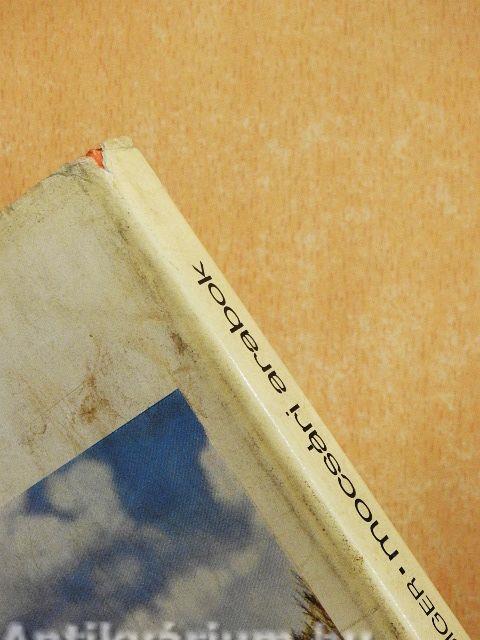 IGER • mocsári arabok
Antikvárium.hu